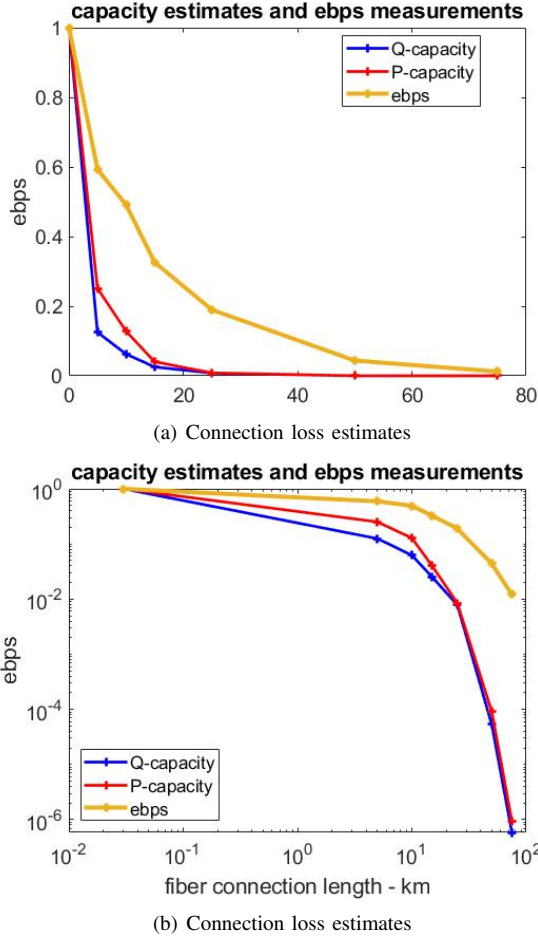 capacity estimates and ebps measurements
1
0.8
0.6
0.4
0.2
0
ebps
Q-capacity
P-capacity
ebps
0 20 40 60 80
(a) Connection loss estimates
capacity estimates and ebps measurements
10^0
10^-2
10^-4
10^-6
ebps
Q-capacity
P-capacity
ebps
10^-2 10^-1 10^0 10^1 10^2
fiber connection length - km
(b) Connection loss estimates